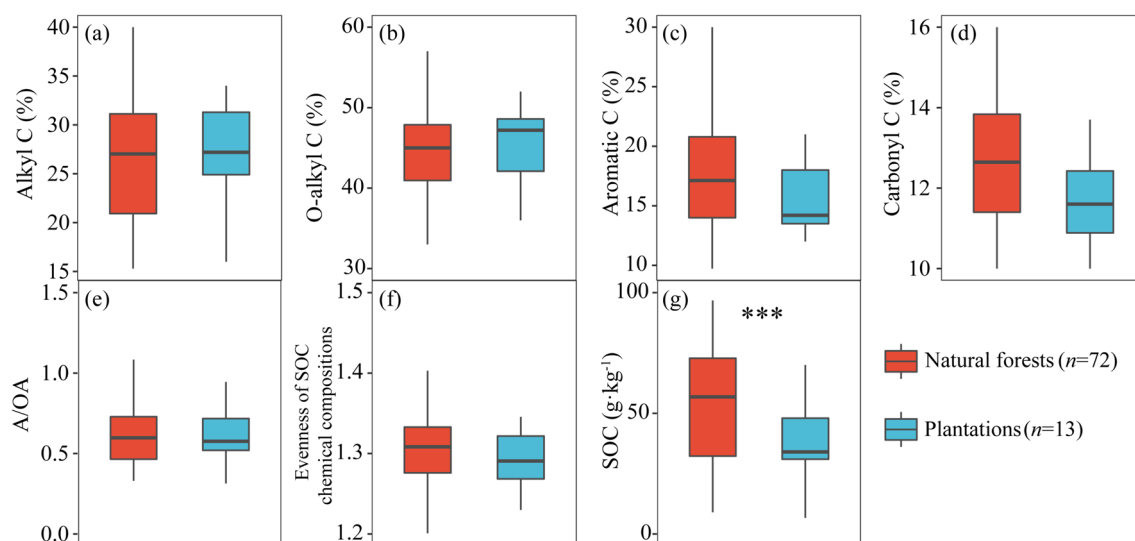 (a)
Alkyl C (%)
40
35
30
25
20
15
(b)
O-alkyl C (%)
60
50
40
30
(c)
Aromatic C (%)
30
25
20
15
10
(d)
Carbonyl C (%)
16
14
12
10
(e)
A/OA
1.5
1.0
0.5
0.0
(f)
Evenness of SOC
chemical compositions
1.5
1.4
1.3
1.2
(g)
***
SOC (g·kg⁻¹)
100
50
0
Natural forests (n=72)
Plantations (n=13)